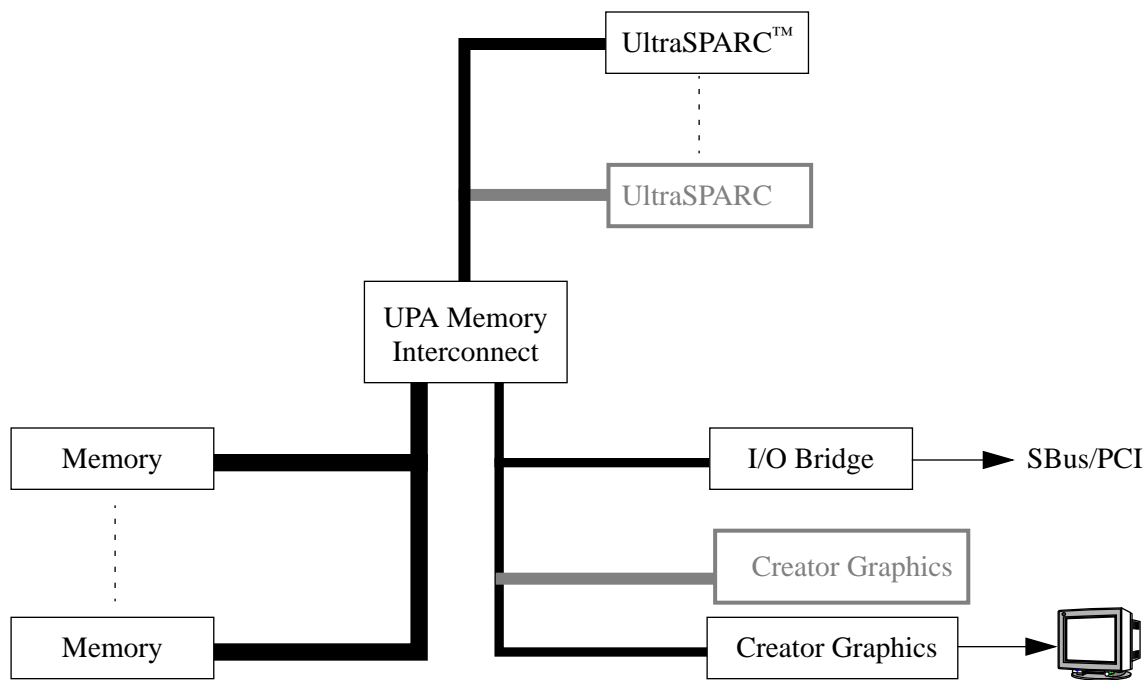 UltraSPARC™
UltraSPARC
UPA Memory
Interconnect
Memory
I/O Bridge
SBus/PCI
Creator Graphics
Memory
Creator Graphics